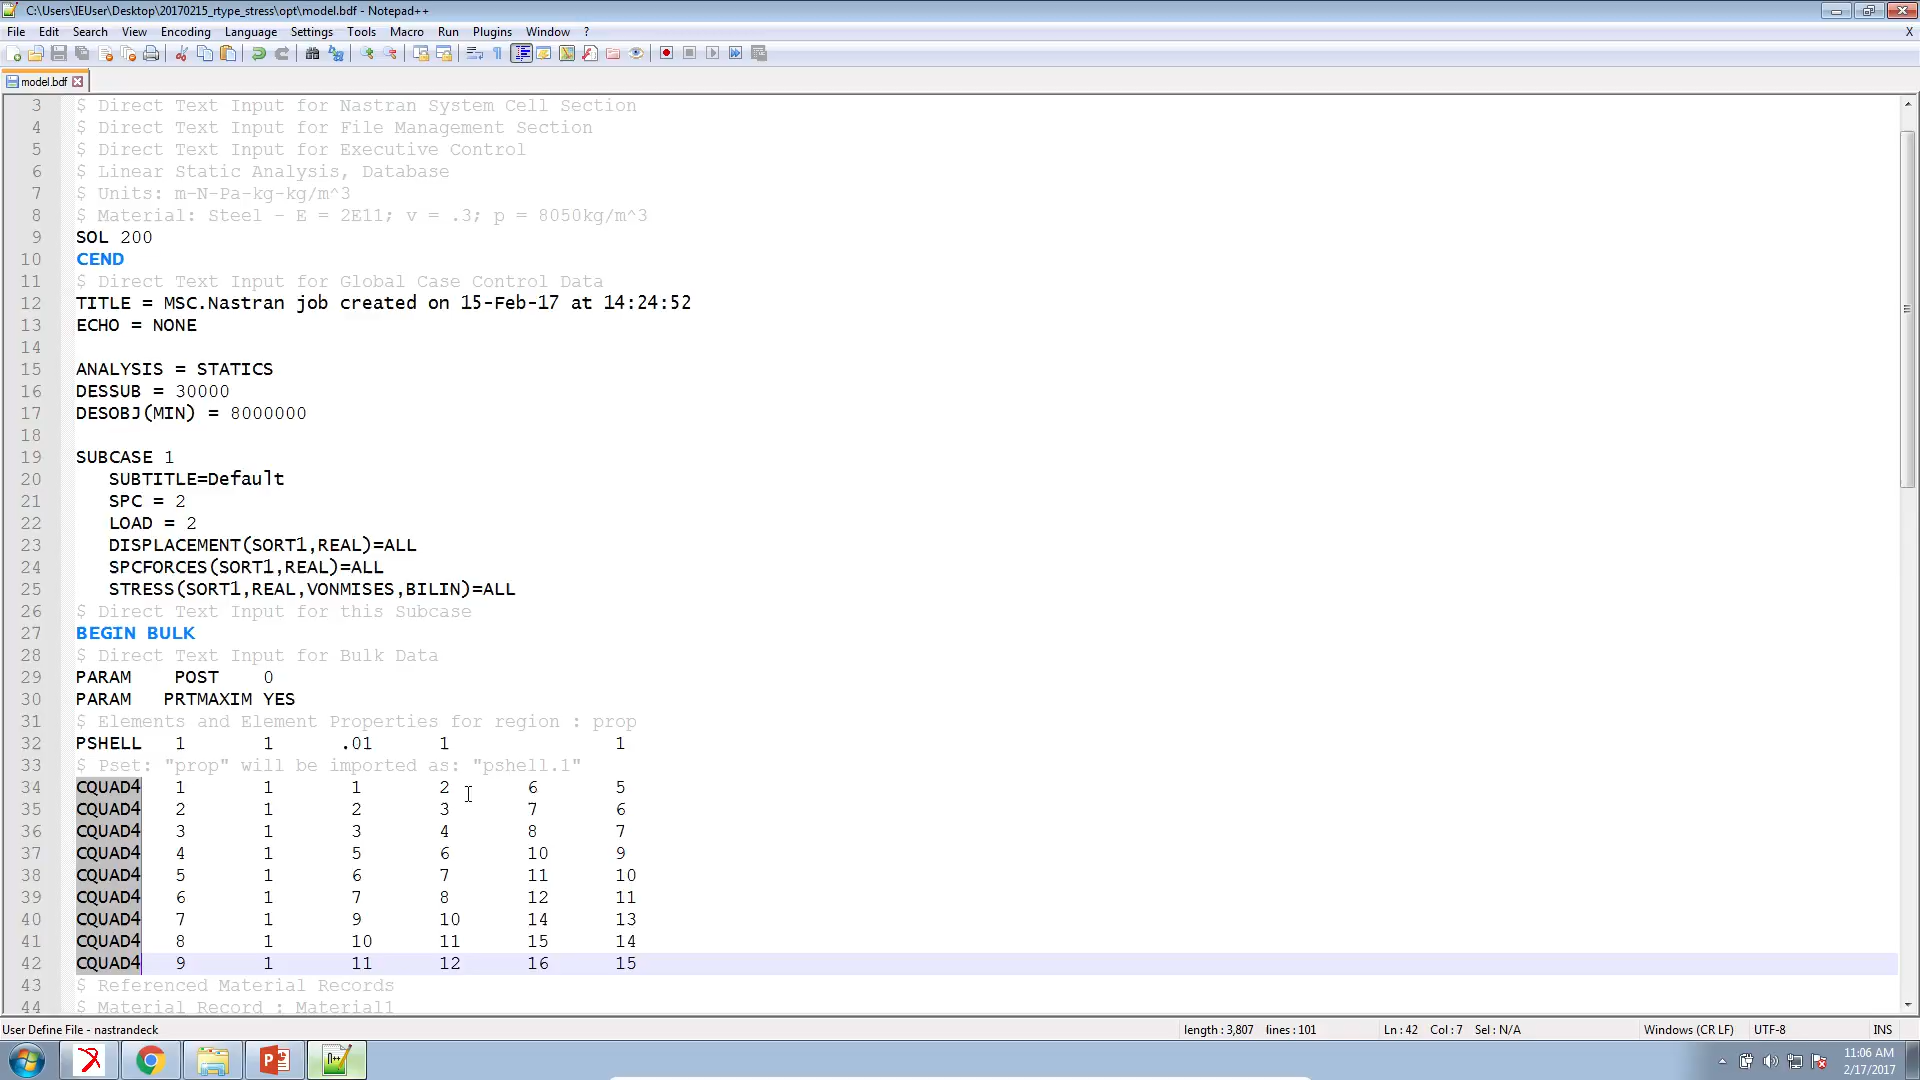 C:\Users\IEUser\Desktop\20170215_rtype_stress\opt\model.bdf - Notepad++
File Edit Search View Encoding Language Settings Tools Macro Run Plugins Window ? X
model.bdf
3 $ Direct Text Input for Nastran System Cell Section
4 $ Direct Text Input for File Management Section
5 $ Direct Text Input for Executive Control
6 $ Linear Static Analysis, Database
7 $ Units: m-N-Pa-kg-kg/m^3
8 $ Material: Steel - E = 2E11; v = .3; p = 8050kg/m^3
9 SOL 200
10 CEND
11 $ Direct Text Input for Global Case Control Data
12 TITLE = MSC.Nastran job created on 15-Feb-17 at 14:24:52
13 ECHO = NONE
14
15 ANALYSIS = STATICS
16 DESSUB = 30000
17 DESOBJ(MIN) = 8000000
18
19 SUBCASE 1
20 SUBTITLE=Default
21 SPC = 2
22 LOAD = 2
23 DISPLACEMENT(SORT1,REAL)=ALL
24 SPCFORCES(SORT1,REAL)=ALL
25 STRESS(SORT1,REAL,VONMISES,BILIN)=ALL
26 $ Direct Text Input for this Subcase
27 BEGIN BULK
28 $ Direct Text Input for Bulk Data
29 PARAM POST 0
30 PARAM PRTMAXIM YES
31 $ Elements and Element Properties for region : prop
32 PSHELL 1 1 .01 1 1
33 $ Pset: "prop" will be imported as: "pshell.1"
34 CQUAD4 1 1 1 2 6 5
35 CQUAD4 2 1 2 3 7 6
36 CQUAD4 3 1 3 4 8 7
37 CQUAD4 4 1 5 6 10 9
38 CQUAD4 5 1 6 7 11 10
39 CQUAD4 6 1 7 8 12 11
40 CQUAD4 7 1 9 10 14 13
41 CQUAD4 8 1 10 11 15 14
42 CQUAD4 9 1 11 12 16 15
43 $ Referenced Material Records
44 $ Material Record : Material1
User Define File - nastrandeck length : 3,807 lines : 101 Ln : 42 Col : 7 Sel : N/A Windows (CR LF) UTF-8 INS
11:06 AM
2/17/2017